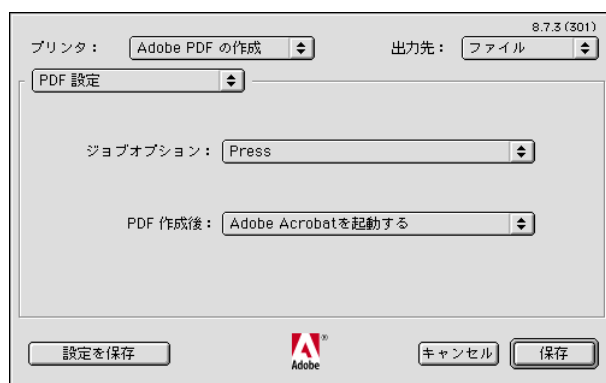 8.7.3 (301)
プリンタ： Adobe PDF の作成 出力先： ファイル
PDF 設定
ジョブオプション： Press
PDF 作成後： Adobe Acrobatを起動する
設定を保存 Adobe ® キャンセル 保存